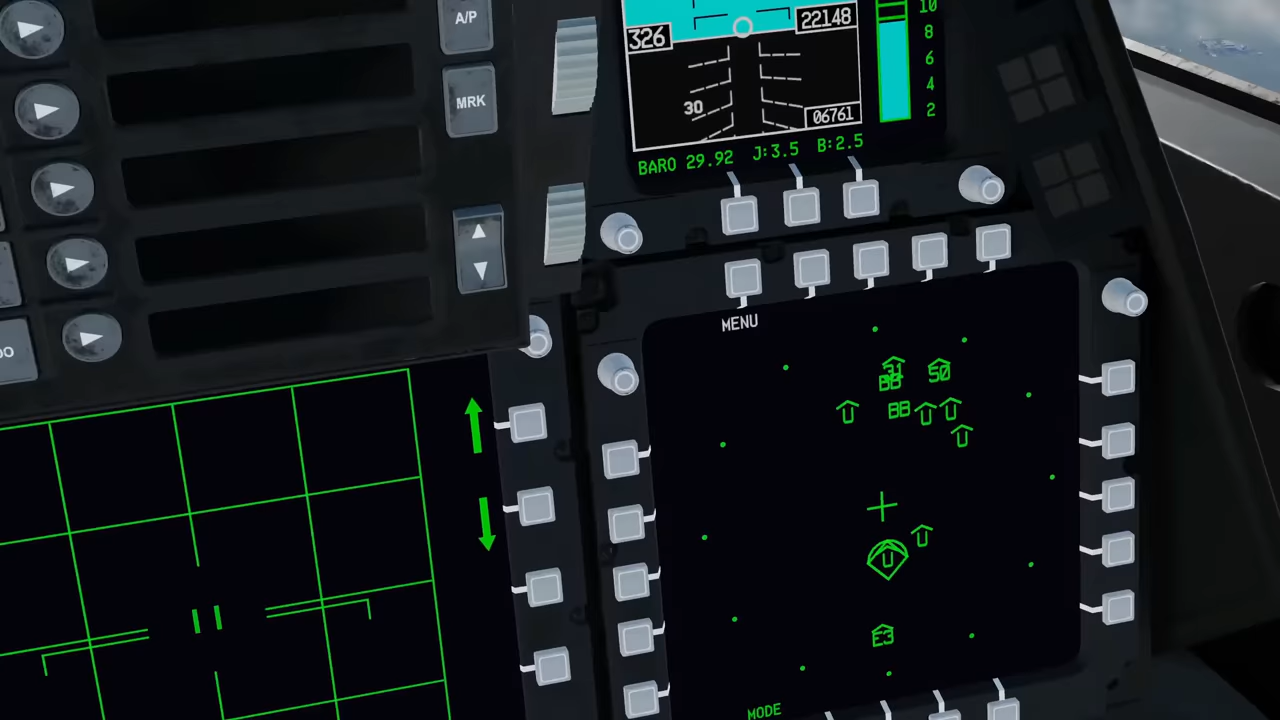 A/P
MRK
DO
326
22148
30
06761
BARO 29.92 J:3.5 B:2.5
10
8
6
4
2
MENU
31
BB
50
U
BB
U
U
U
U
U
E3
MODE